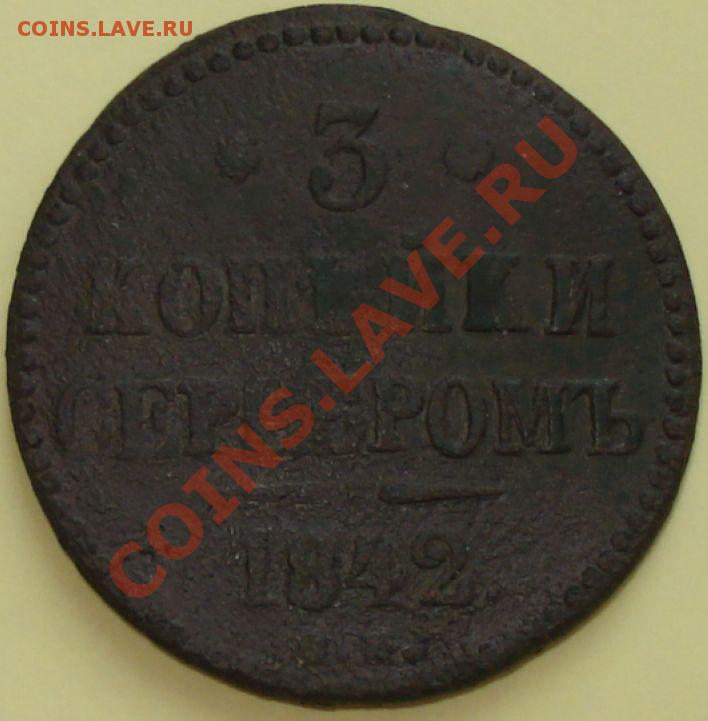 COINS.LAVE.RU
* 3 *
КОПѢЙКИ
СЕРЕБРОМЪ
1842.
COINS.LAVE.RU